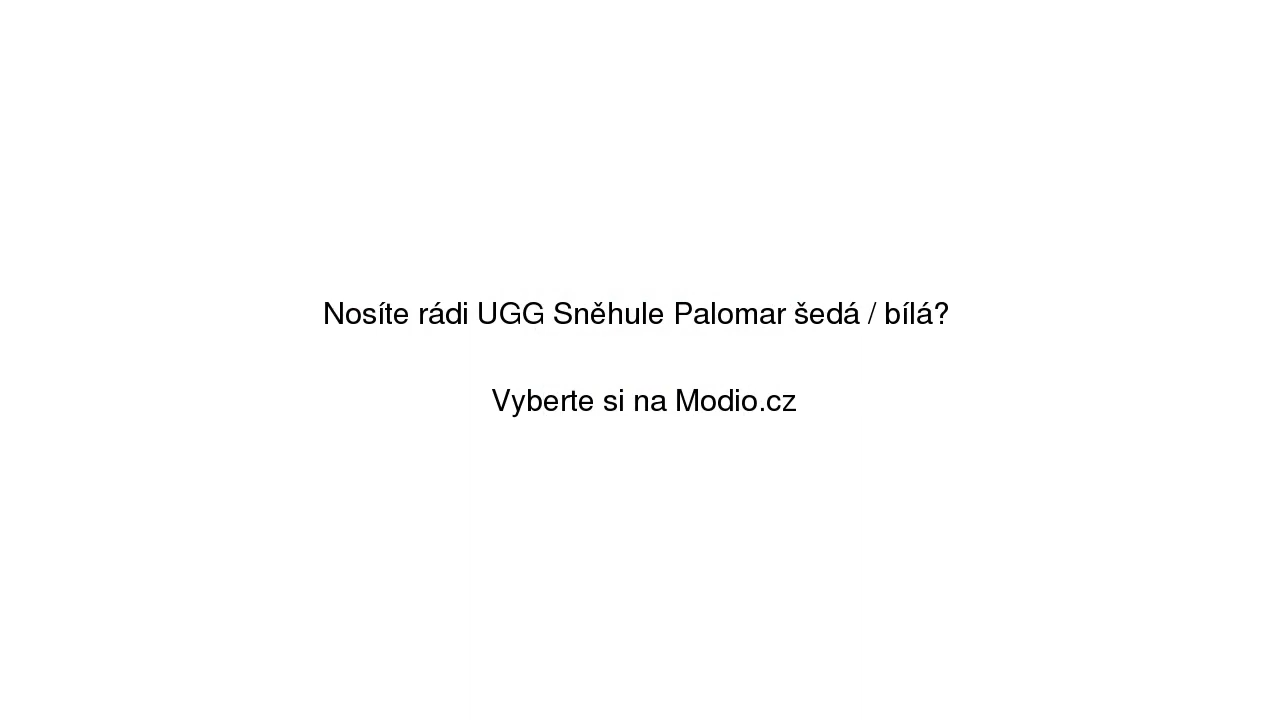 Nosíte rádi UGG Sněhule Palomar šedá / bílá?
Vyberte si na Modio.cz